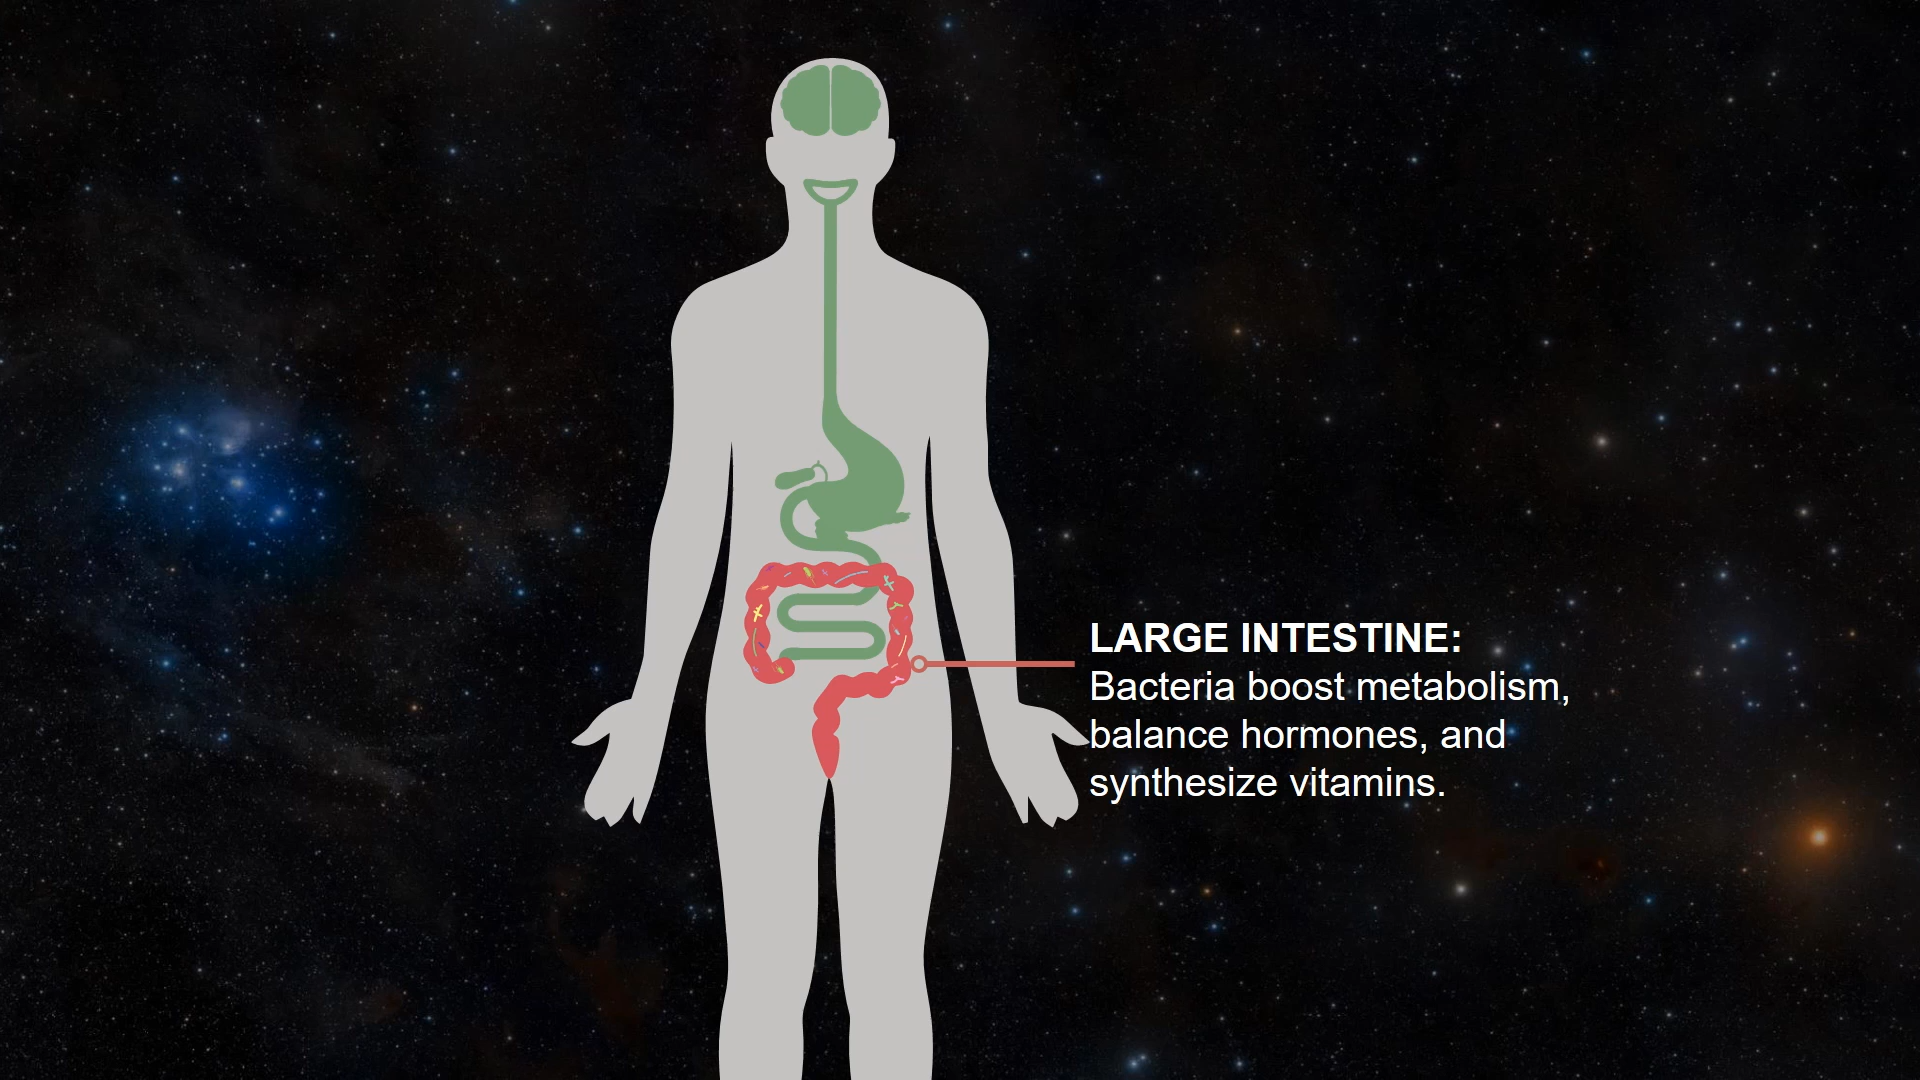 LARGE INTESTINE:
Bacteria boost metabolism,
balance hormones, and
synthesize vitamins.